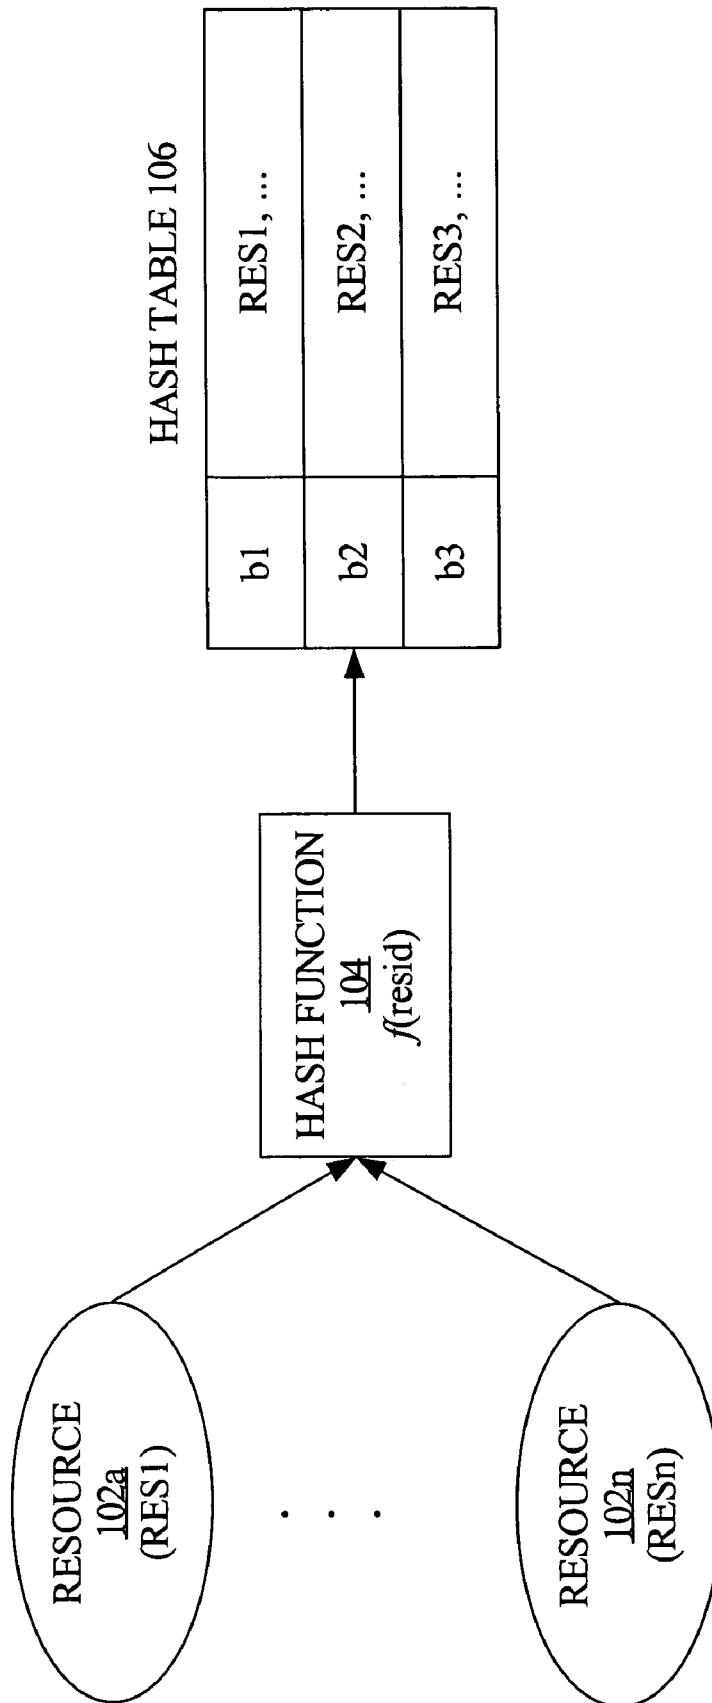 RESOURCE
102a
(RES1)
. . .
RESOURCE
102n
(RESn)
HASH FUNCTION
104
f(resid)
HASH TABLE 106
b1 RES1, ...
b2 RES2, ...
b3 RES3, ...